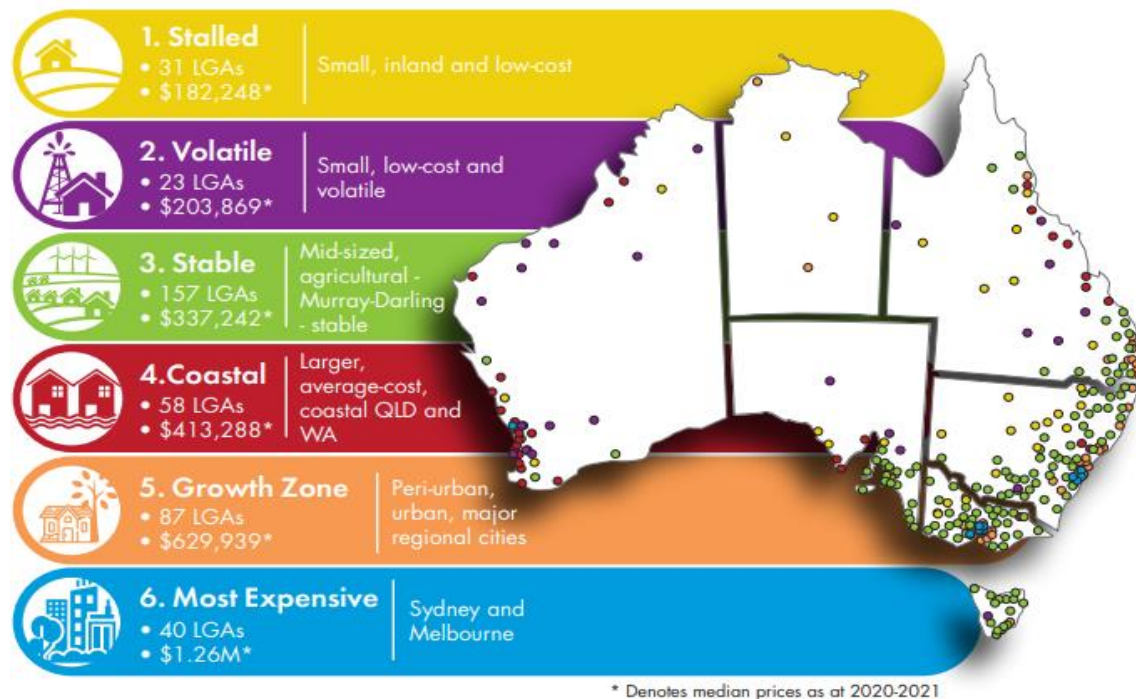 1. Stalled
• 31 LGAs
• $182,248*
Small, inland and low-cost
2. Volatile
• 23 LGAs
• $203,869*
Small, low-cost and
volatile
3. Stable
• 157 LGAs
• $337,242*
Mid-sized,
agricultural -
Murray-Darling
- stable
4.Coastal
• 58 LGAs
• $413,288*
Larger,
average-cost,
coastal QLD and
WA
5. Growth Zone
• 87 LGAs
• $629,939*
Peri-urban,
urban, major
regional cities
6. Most Expensive
• 40 LGAs
• $1.26M*
Sydney and
Melbourne
* Denotes median prices as at 2020-2021